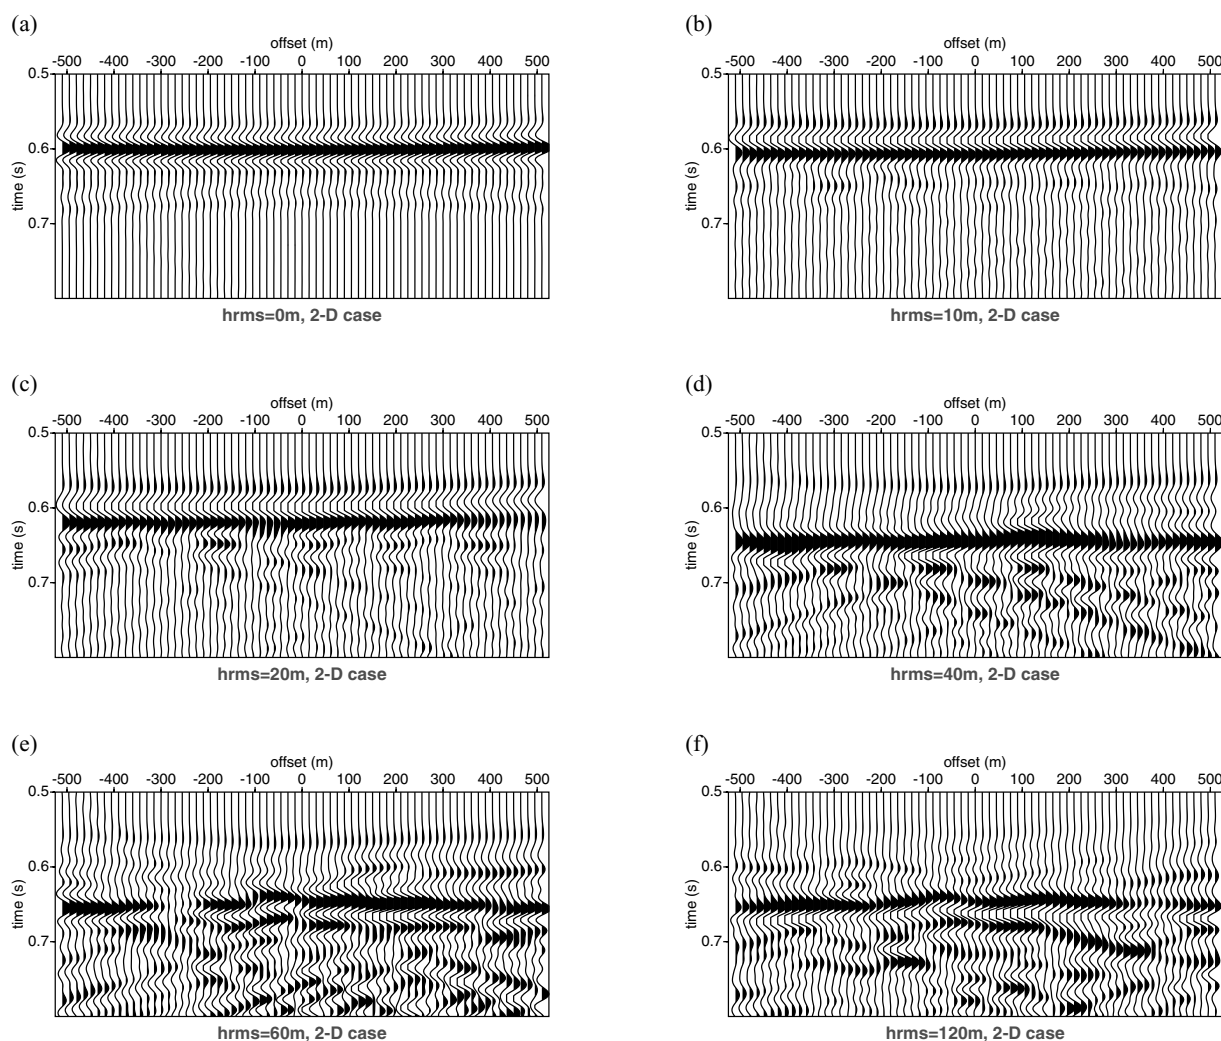 (a)
offset (m)
-500 -400 -300 -200 -100 0 100 200 300 400 500
0.5
0.6
0.7
time (s)
hrms=0m, 2-D case
(b)
offset (m)
-500 -400 -300 -200 -100 0 100 200 300 400 500
0.5
0.6
0.7
time (s)
hrms=10m, 2-D case
(c)
offset (m)
-500 -400 -300 -200 -100 0 100 200 300 400 500
0.5
0.6
0.7
time (s)
hrms=20m, 2-D case
(d)
offset (m)
-500 -400 -300 -200 -100 0 100 200 300 400 500
0.5
0.6
0.7
time (s)
hrms=40m, 2-D case
(e)
offset (m)
-500 -400 -300 -200 -100 0 100 200 300 400 500
0.5
0.6
0.7
time (s)
hrms=60m, 2-D case
(f)
offset (m)
-500 -400 -300 -200 -100 0 100 200 300 400 500
0.5
0.6
0.7
time (s)
hrms=120m, 2-D case